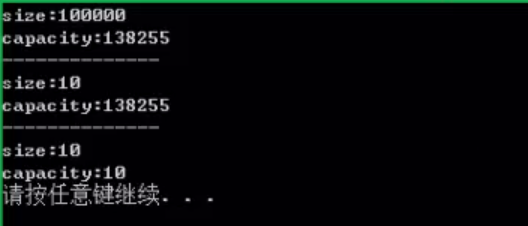 size:100000
capacity:138255
--------------
size:10
capacity:138255
--------------
size:10
capacity:10
请按任意键继续. . .